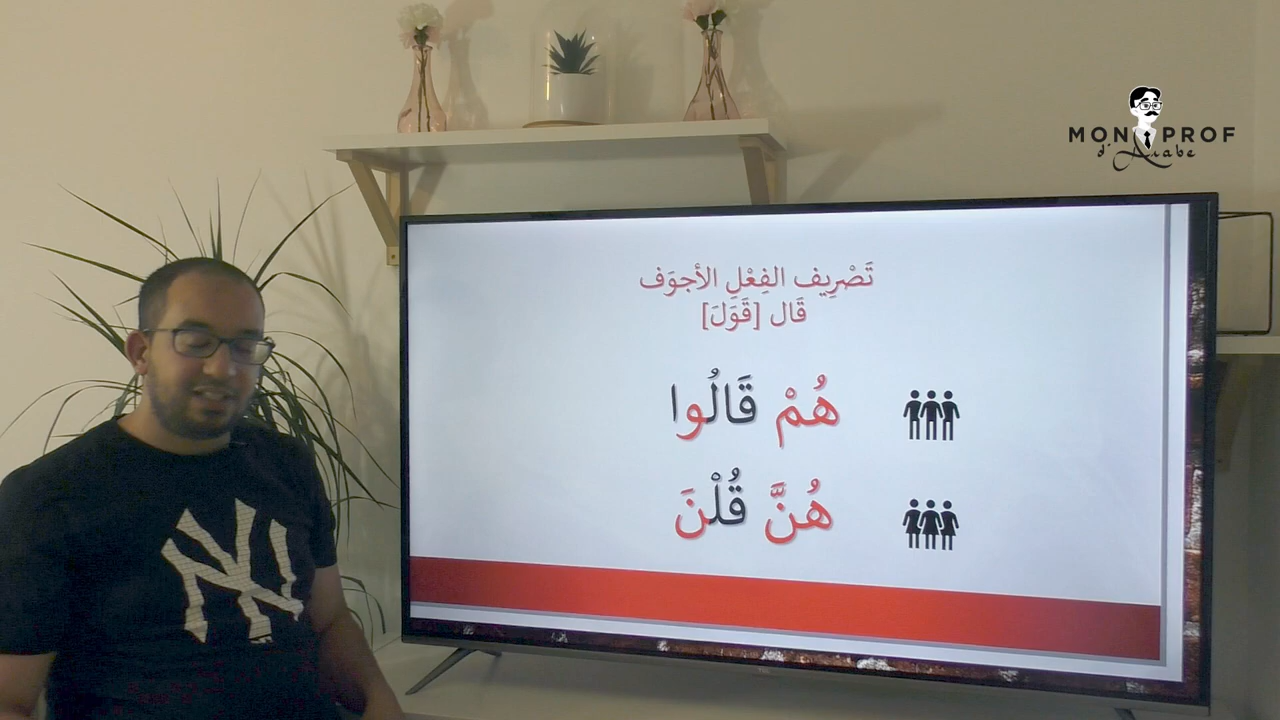 MON PROF
d'Arabe
تَصْرِيف الفِعْلِ الأجوَف
قَال [قَوَلَ]
هُمْ قَالُوا
هُنَّ قُلْنَ
NY